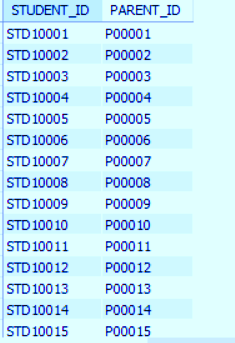 STUDENT_ID PARENT_ID
STD10001 P00001
STD10002 P00002
STD10003 P00003
STD10004 P00004
STD10005 P00005
STD10006 P00006
STD10007 P00007
STD10008 P00008
STD10009 P00009
STD10010 P00010
STD10011 P00011
STD10012 P00012
STD10013 P00013
STD10014 P00014
STD10015 P00015